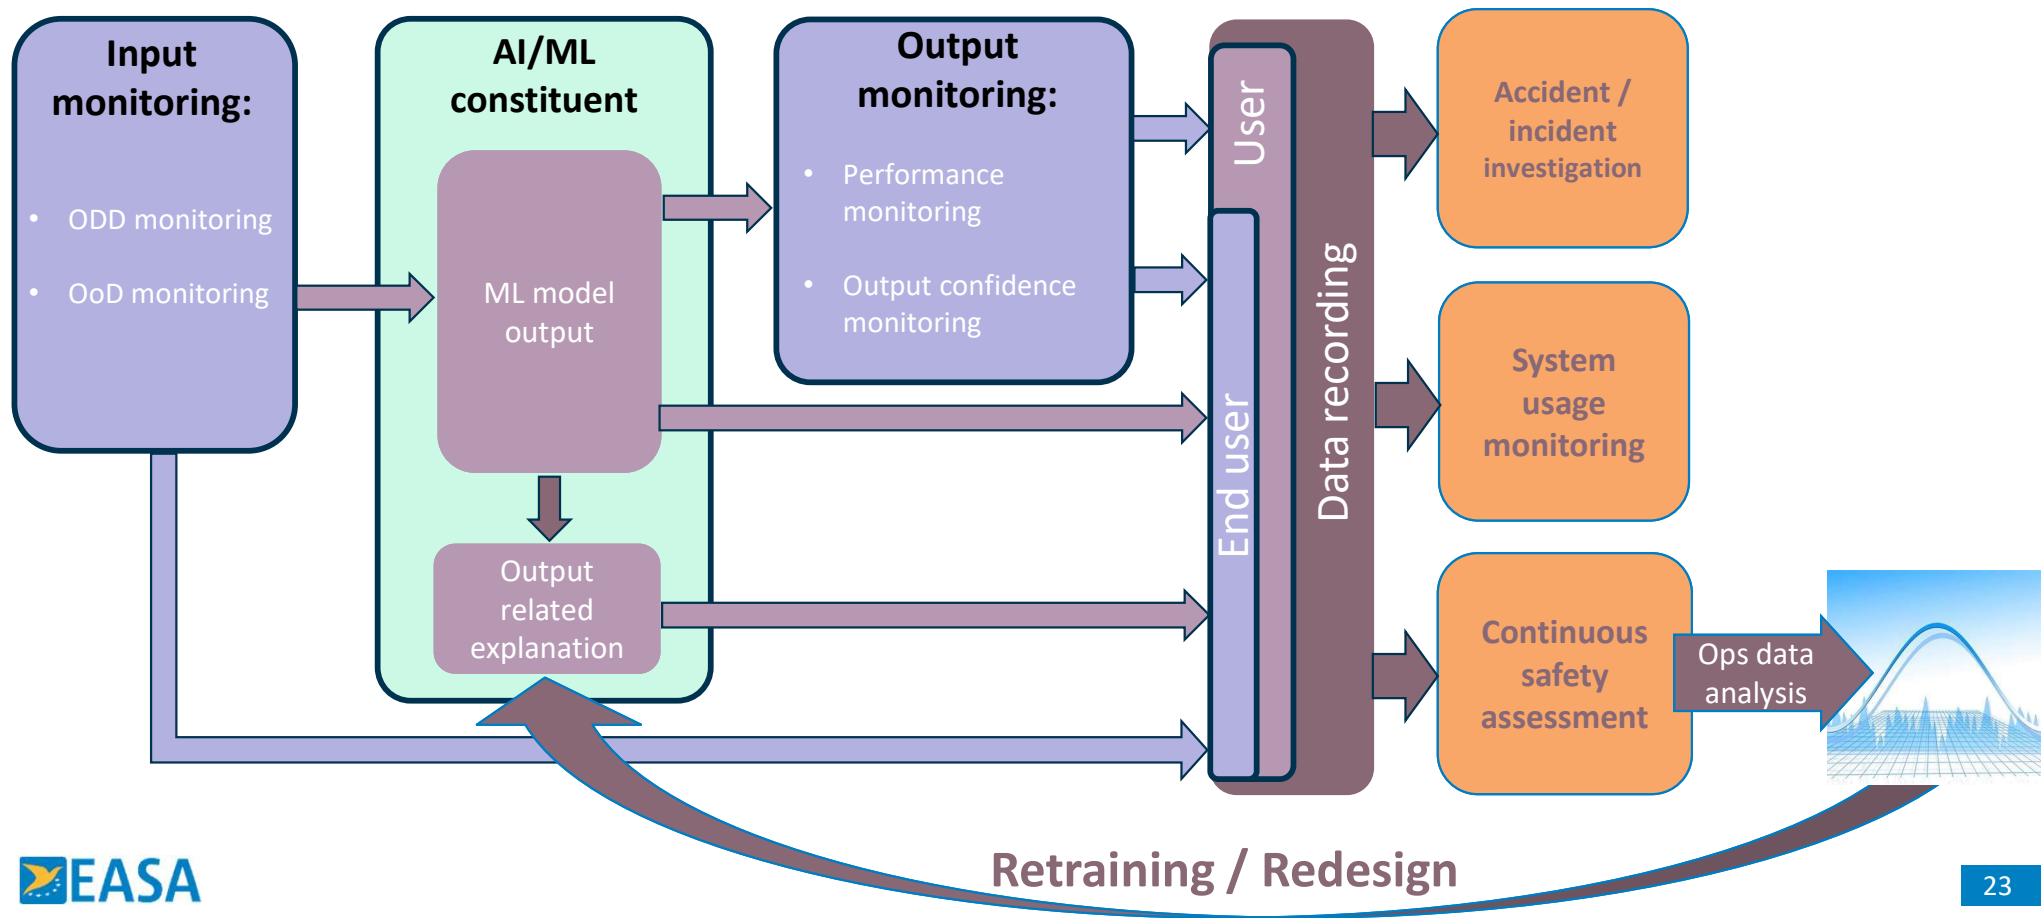 Input
monitoring:
• ODD monitoring
• OoD monitoring
AI/ML
constituent
ML model
output
Output
related
explanation
Output
monitoring:
• Performance
monitoring
• Output confidence
monitoring
User
End user
Data recording
Accident /
incident
investigation
System
usage
monitoring
Continuous
safety
assessment
Ops data
analysis
Retraining / Redesign
EASA
23